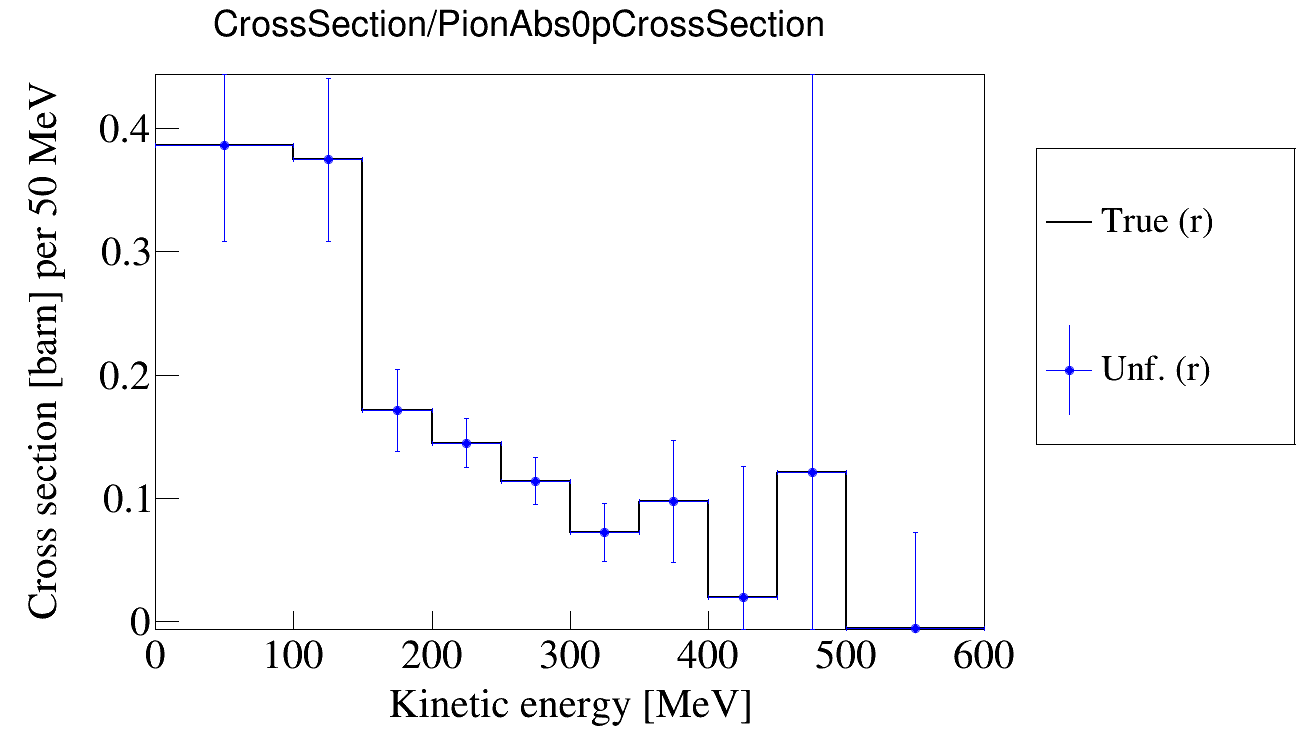 CrossSection/PionAbs0pCrossSection
Cross section [barn] per 50 MeV
0.4
0.3
0.2
0.1
0
0 100 200 300 400 500 600
Kinetic energy [MeV]
True (r)
Unf. (r)